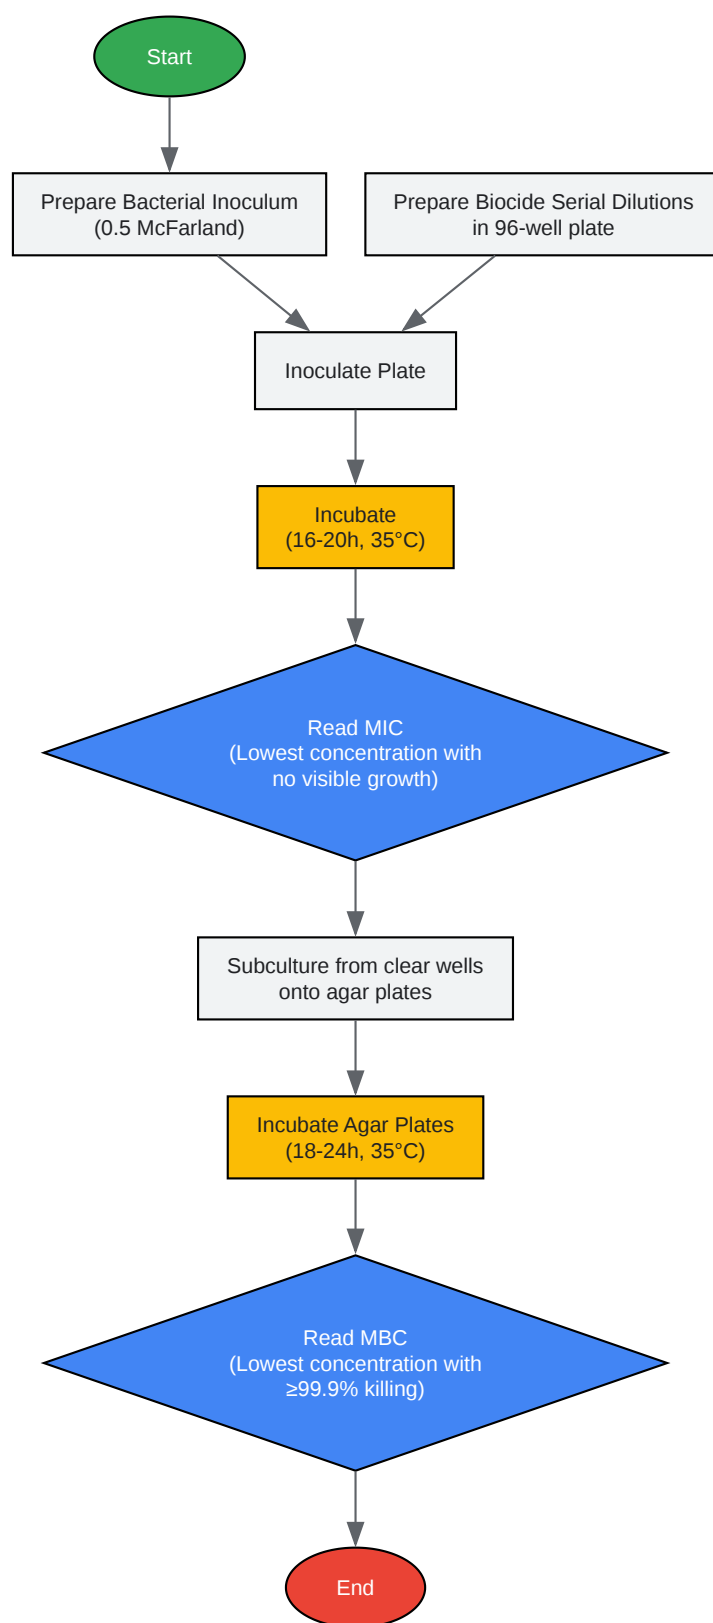 Start
Prepare Bacterial Inoculum
(0.5 McFarland)
Prepare Biocide Serial Dilutions
in 96-well plate
Inoculate Plate
Incubate
(16-20h, 35°C)
Read MIC
(Lowest concentration with
no visible growth)
Subculture from clear wells
onto agar plates
Incubate Agar Plates
(18-24h, 35°C)
Read MBC
(Lowest concentration with
≥99.9% killing)
End